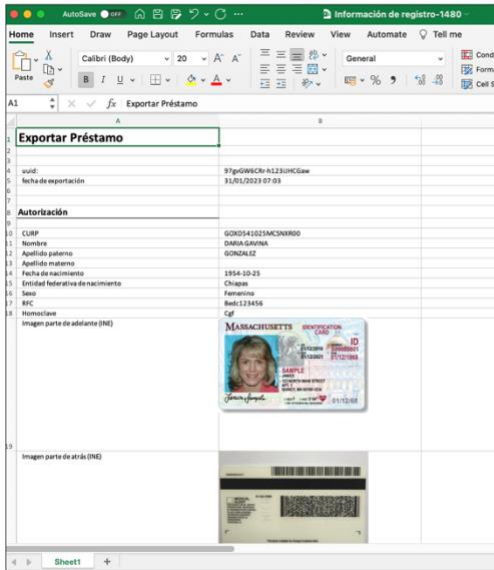 AutoSave OFF
Información de registro-1480
Home Insert Draw Page Layout Formulas Data Review View Automate Tell me
Calibri (Body) 20 A A General Cond
Paste B I U A % Form
Cell S
A1 fx Exportar Préstamo
A B
1 Exportar Préstamo
2
3
4 uuid:
5 fecha de exportación 31/01/2023 07:03
6
7
8 Autorización
9
10 CURP
11 Nombre DARIA GAVINA
12 Apellido paterno GONZALEZ
13 Apellido materno
14 Fecha de nacimiento 1954-10-25
15 Entidad federativa de nacimiento Chiapas
16 Sexo Femenino
17 RFC Bedc123456
18 Homoclave Cgf
Imagen parte de adelante (INE)
MASSACHUSETTS IDENTIFICATION CARD
ID
SAMPLE
19
Imagen parte de atrás (INE)
Sheet1 +